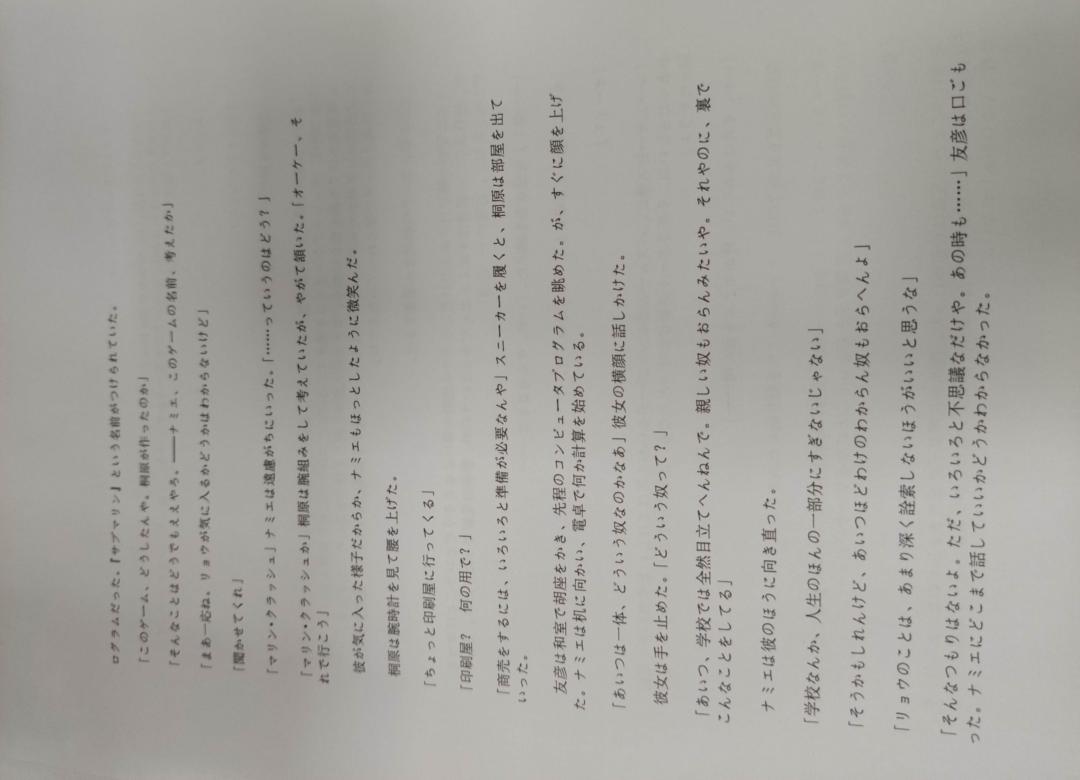 ログラムだった。『サブマリン』という名前がつけられていた。
「このゲーム、どうしたんや。桐原が作ったのか」
「そんなことはどうでもええやろ。――ナミエ、このゲームの名前、考えたか」
「まあ一応ね。リョウが気に入るかどうかはわからないけど」
「聞かせてくれ」
「マリン・クラッシュ」ナミエは遠慮がちにいった。「……っていうのはどう?」
「マリン・クラッシュか」桐原は腕組みをして考えていたが、やがて頷いた。「オーケー、そ
れで行こう」
彼が気に入った様子だからか、ナミエもほっとしたように微笑んだ。
桐原は腕時計を見て腰を上げた。
「ちょっと印刷屋に行ってくる」
「印刷屋? 何の用で?」
「商売をするには、いろいろと準備が必要なんや」スニーカーを履くと、桐原は部屋を出て
いった。
友彦は和室で胡座をかき、先程のコンピュータプログラムを眺めた。が、すぐに顔を上げ
た。ナミエは机に向かい、電卓で何か計算を始めている。
「あいつは一体、どういう奴なのかなあ」彼女の横顔に話しかけた。
彼女は手を止めた。「どういう奴って?」
「あいつ、学校では全然目立てへんねんで。親しい奴もおらんみたいや。それやのに、裏で
こんなことをしてる」
ナミエは彼のほうに向き直った。
「学校なんか、人生のほんの一部分にすぎないじゃない」
「そうかもしれんけど、あいつほどわけのわからん奴もおらへんよ」
「リョウのことは、あまり深く詮索しないほうがいいと思うな」
「そんなつもりはないよ。ただ、いろいろと不思議なだけや。あの時も……」友彦は口ごも
った。ナミエにどこまで話していいかどうかわからなかった。